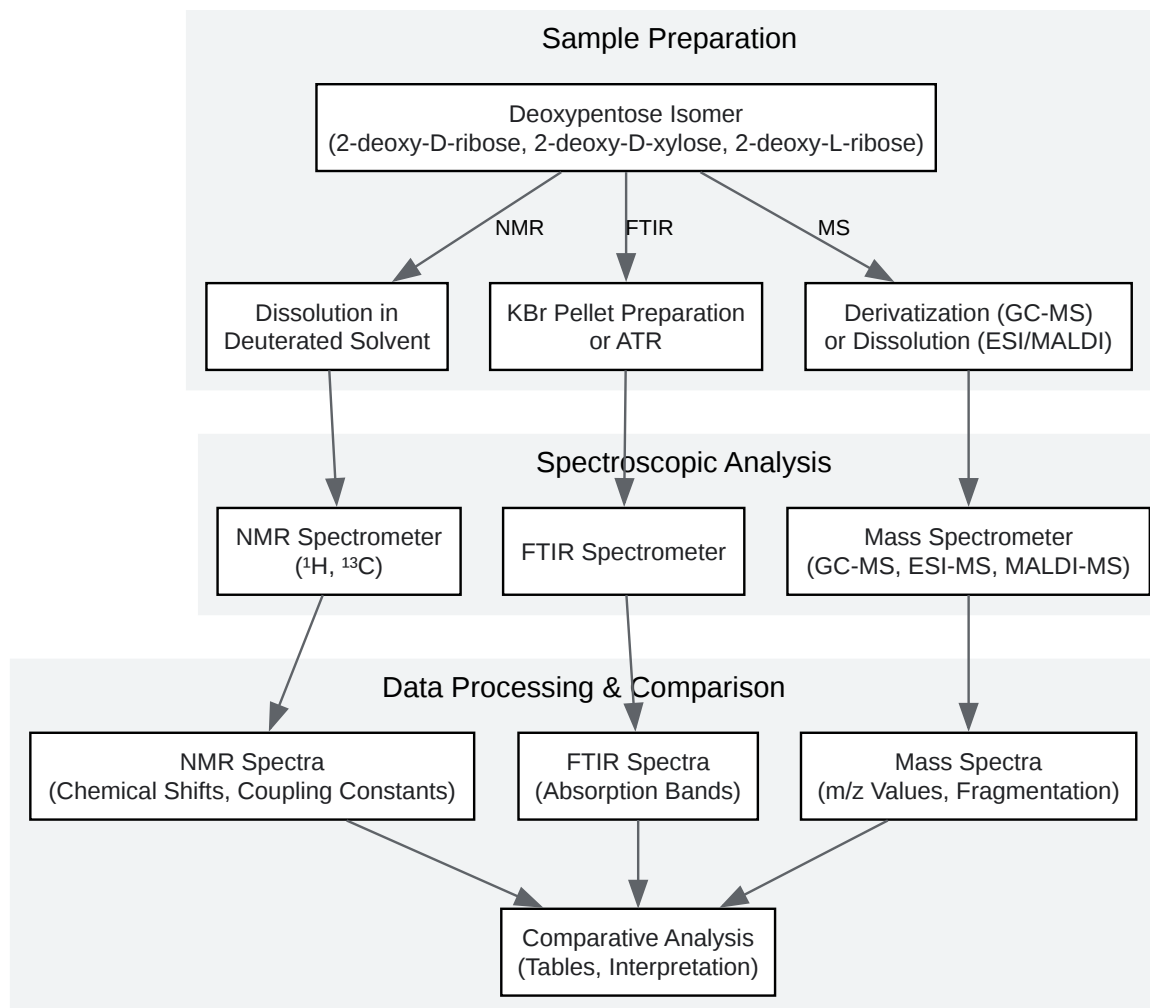 Sample Preparation
Deoxypentose Isomer
(2-deoxy-D-ribose, 2-deoxy-D-xylose, 2-deoxy-L-ribose)
NMR
FTIR
MS
Dissolution in
Deuterated Solvent
KBr Pellet Preparation
or ATR
Derivatization (GC-MS)
or Dissolution (ESI/MALDI)
Spectroscopic Analysis
NMR Spectrometer
(¹H, ¹³C)
FTIR Spectrometer
Mass Spectrometer
(GC-MS, ESI-MS, MALDI-MS)
Data Processing & Comparison
NMR Spectra
(Chemical Shifts, Coupling Constants)
FTIR Spectra
(Absorption Bands)
Mass Spectra
(m/z Values, Fragmentation)
Comparative Analysis
(Tables, Interpretation)